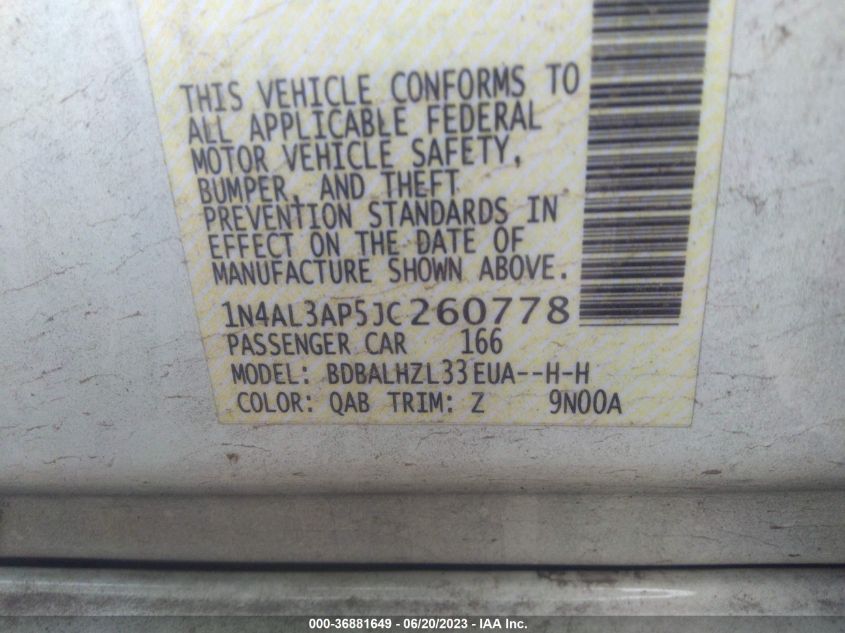 THIS VEHICLE CONFORMS TO
ALL APPLICABLE FEDERAL
MOTOR VEHICLE SAFETY,
BUMPER, AND THEFT
PREVENTION STANDARDS IN
EFFECT ON THE DATE OF
MANUFACTURE SHOWN ABOVE.
1N4AL3AP5JC260778
PASSENGER CAR 166
MODEL: BDBALHZL33EUA--H-H
COLOR: QAB TRIM: Z 9N00A
000-36881649 - 06/20/2023 - IAA Inc.